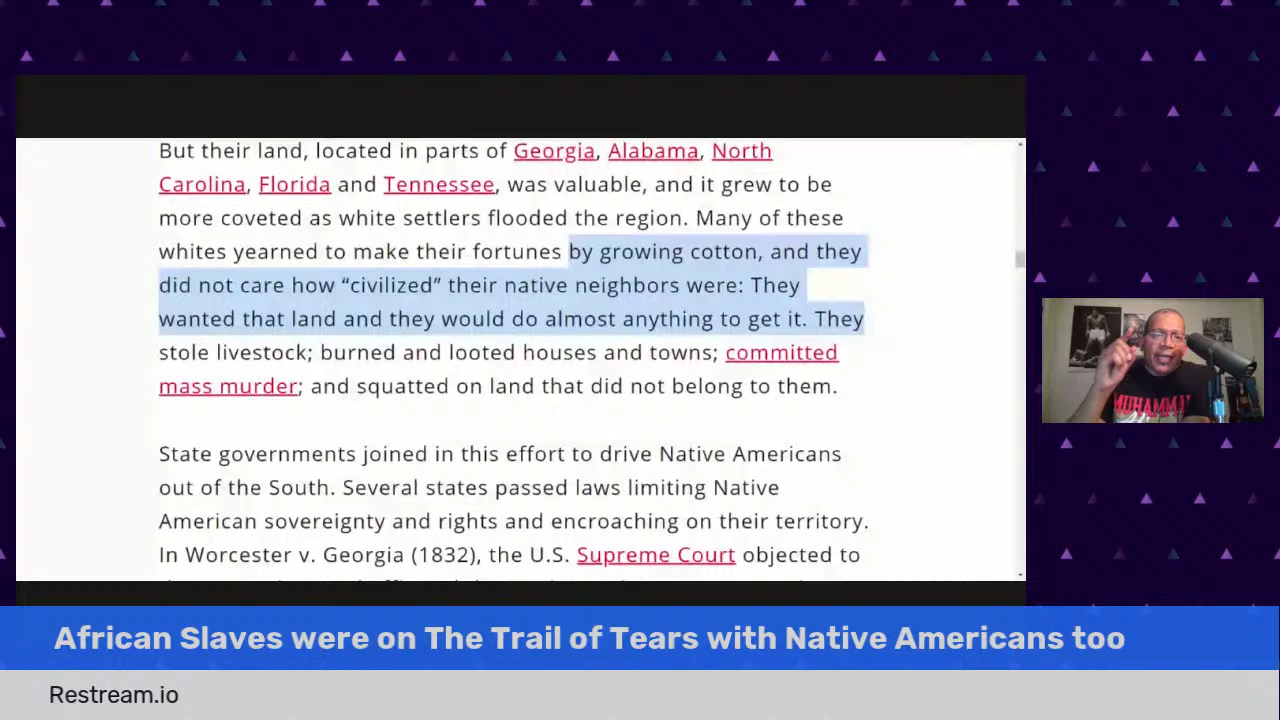 But their land, located in parts of Georgia, Alabama, North
Carolina, Florida and Tennessee, was valuable, and it grew to be
more coveted as white settlers flooded the region. Many of these
whites yearned to make their fortunes by growing cotton, and they
did not care how “civilized” their native neighbors were: They
wanted that land and they would do almost anything to get it. They
stole livestock; burned and looted houses and towns; committed
mass murder; and squatted on land that did not belong to them.
State governments joined in this effort to drive Native Americans
out of the South. Several states passed laws limiting Native
American sovereignty and rights and encroaching on their territory.
In Worcester v. Georgia (1832), the U.S. Supreme Court objected to
MUHAMMA
African Slaves were on The Trail of Tears with Native Americans too
Restream.io